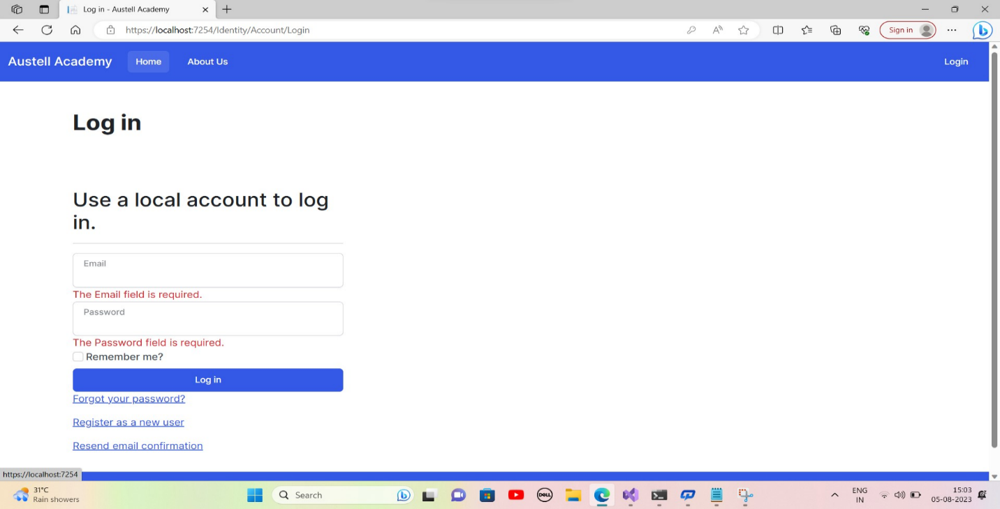 Log in - Austell Academy
https://localhost:7254/Identity/Account/Login
Sign in
Austell Academy Home About Us Login
Log in
Use a local account to log
in.
Email
The Email field is required.
Password
The Password field is required.
Remember me?
Log in
Forgot your password?
Register as a new user
Resend email confirmation
https://localhost:7254
31°C
Rain showers
Search
DELL
ENG
IN
15:03
05-08-2023